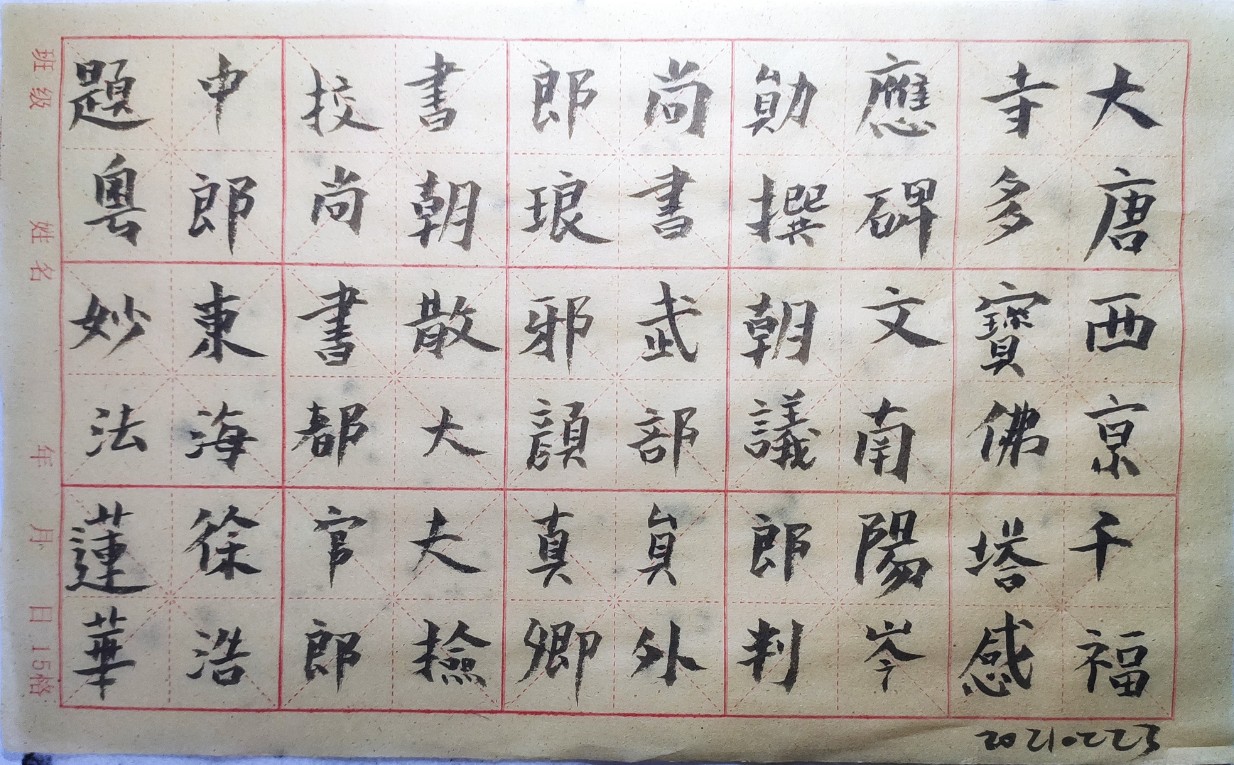 大唐西京千福
寺多寶佛塔感
應碑文南陽岑
勛撰朝議郎判
尚書武部員外
郎琅邪顏真卿
書朝散大夫撿
校尚書都官郎
中郎東海徐浩
題粵妙法蓮華
班级 姓名 年 月 日 15格
20210223